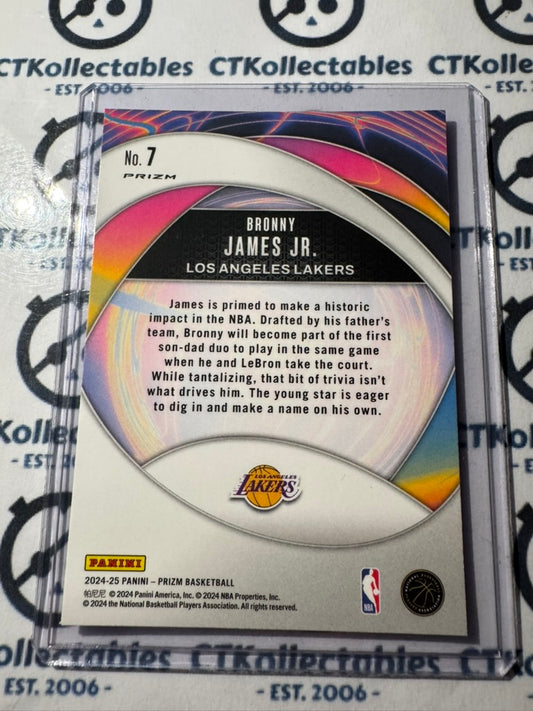 CTKollectables CTKollectables
- EST. 2006 - - EST. 2006 -
No. 7
PRIZM
BRONNY
JAMES JR.
LOS ANGELES LAKERS
James is primed to make a historic
impact in the NBA. Drafted by his father's
team, Bronny will become part of the first
son-dad duo to play in the same game
when he and LeBron take the court.
While tantalizing, that bit of trivia isn't
what drives him. The young star is eager
to dig in and make a name on his own.
LOS ANGELES
LAKERS
PANINI
2024-25 PANINI – PRIZM BASKETBALL
帕尼尼 © 2024 Panini America, Inc. © 2024 NBA Properties, Inc.
© 2024 the National Basketball Players Association. All rights reserved.
NBA
CTKollectables CTKollectables
EST. 2006 - - EST. 2006 -